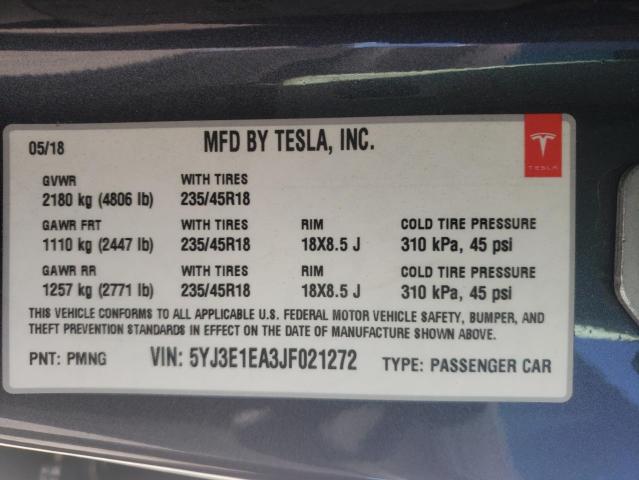 05/18 MFD BY TESLA, INC.
TESLA
GVWR WITH TIRES
2180 kg (4806 lb) 235/45R18
GAWR FRT WITH TIRES RIM COLD TIRE PRESSURE
1110 kg (2447 lb) 235/45R18 18X8.5 J 310 kPa, 45 psi
GAWR RR WITH TIRES RIM COLD TIRE PRESSURE
1257 kg (2771 lb) 235/45R18 18X8.5 J 310 kPa, 45 psi
THIS VEHICLE CONFORMS TO ALL APPLICABLE U.S. FEDERAL MOTOR VEHICLE SAFETY, BUMPER, AND
THEFT PREVENTION STANDARDS IN EFFECT ON THE DATE OF MANUFACTURE SHOWN ABOVE.
PNT: PMNG VIN: 5YJ3E1EA3JF021272 TYPE: PASSENGER CAR